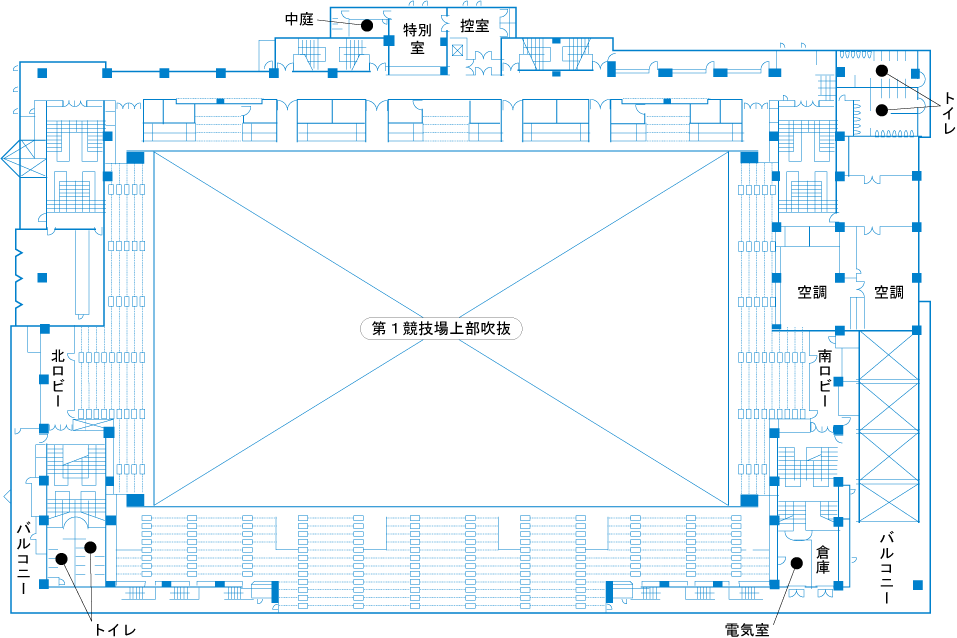 中庭
特別
室
控室
トイレ
空調
空調
第1競技場上部吹抜
北ロビー
南ロビー
バルコニー
倉庫
バルコニー
トイレ
電気室